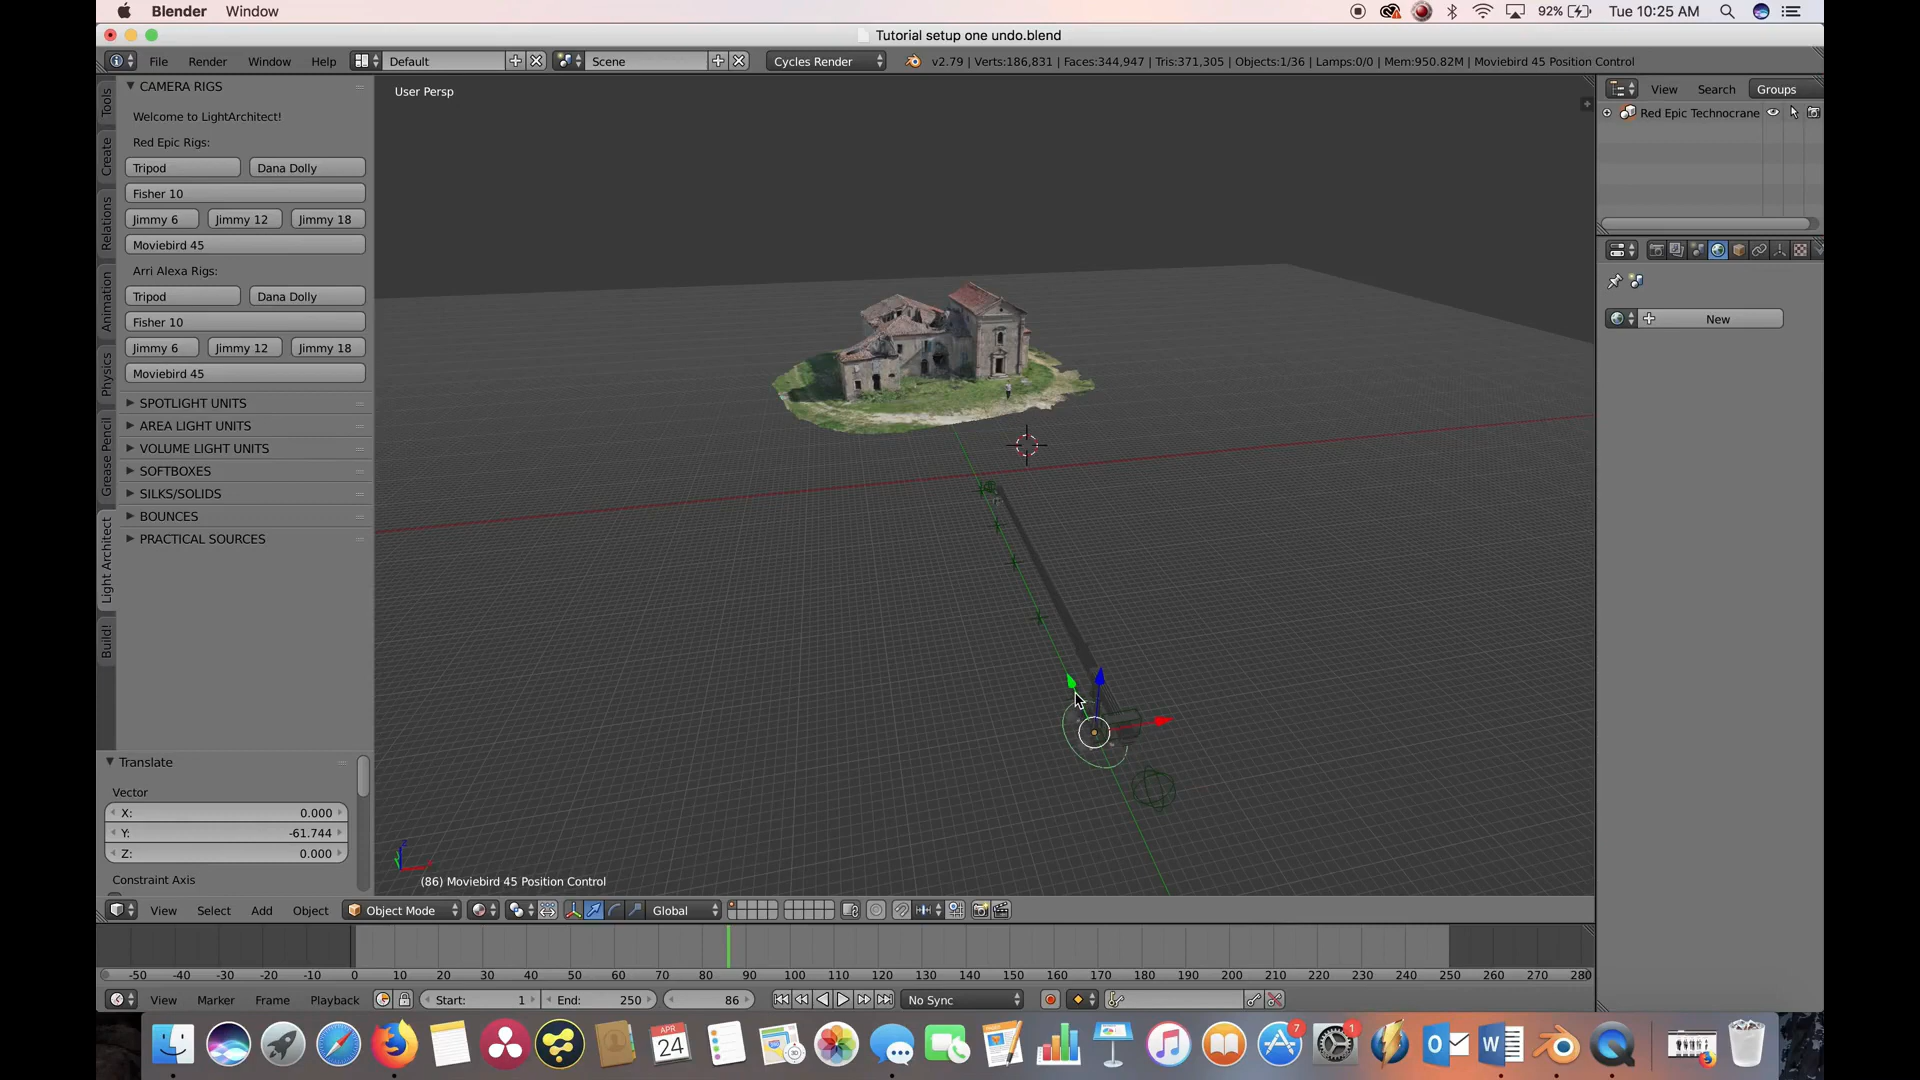 Blender Window 92% Tue 10:25 AM
Tutorial setup one undo.blend
File Render Window Help Default Scene Cycles Render v2.79 | Verts:186,831 | Faces:344,947 | Tris:371,305 | Objects:1/36 | Lamps:0/0 | Mem:950.82M | Moviebird 45 Position Control
CAMERA RIGS
Welcome to LightArchitect!
Red Epic Rigs:
Tripod Dana Dolly
Fisher 10
Jimmy 6 Jimmy 12 Jimmy 18
Moviebird 45
Arri Alexa Rigs:
Tripod Dana Dolly
Fisher 10
Jimmy 6 Jimmy 12 Jimmy 18
Moviebird 45
SPOTLIGHT UNITS
AREA LIGHT UNITS
VOLUME LIGHT UNITS
SOFTBOXES
SILKS/SOLIDS
BOUNCES
PRACTICAL SOURCES
Tools
Create
Relations
Animation
Physics
Grease Pencil
Light Architect
Build!
Translate
Vector
X: 0.000
Y: -61.744
Z: 0.000
Constraint Axis
User Persp
(86) Moviebird 45 Position Control
View Search Groups
Red Epic Technocrane
New
View Select Add Object Object Mode Global
-50 -40 -30 -20 -10 0 10 20 30 40 50 60 70 80 90 100 110 120 130 140 150 160 170 180 190 200 210 220 230 240 250 260 270 280
View Marker Frame Playback Start: 1 End: 250 86 No Sync
APR
24
7
1